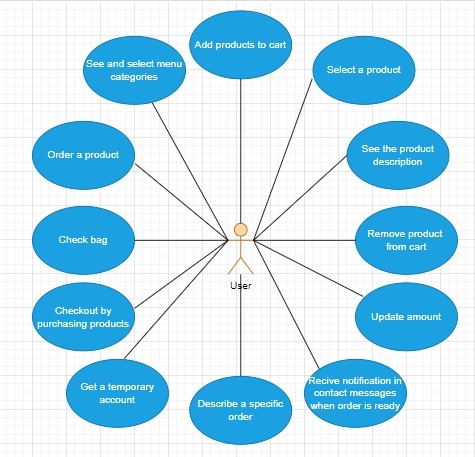 Add products to cart
See and select menu
categories
Select a product
Order a product
See the product
description
Check bag
Remove product
from cart
User
Checkout by
purchasing products
Update amount
Get a temporary
account
Describe a specific
order
Recive notification in
contact messages
when order is ready